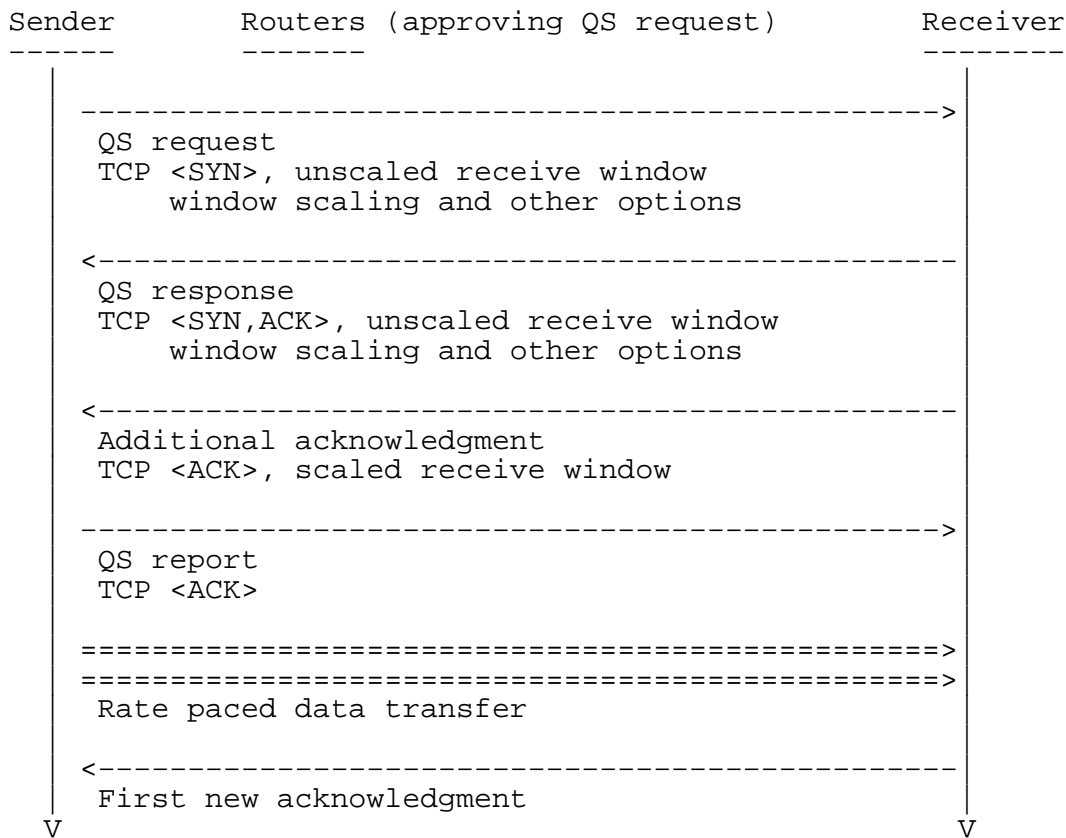 Sender Routers (approving QS request) Receiver
------ ------- --------
QS request
TCP <SYN>, unscaled receive window
window scaling and other options
QS response
TCP <SYN,ACK>, unscaled receive window
window scaling and other options
Additional acknowledgment
TCP <ACK>, scaled receive window
QS report
TCP <ACK>
Rate paced data transfer
First new acknowledgment
V V